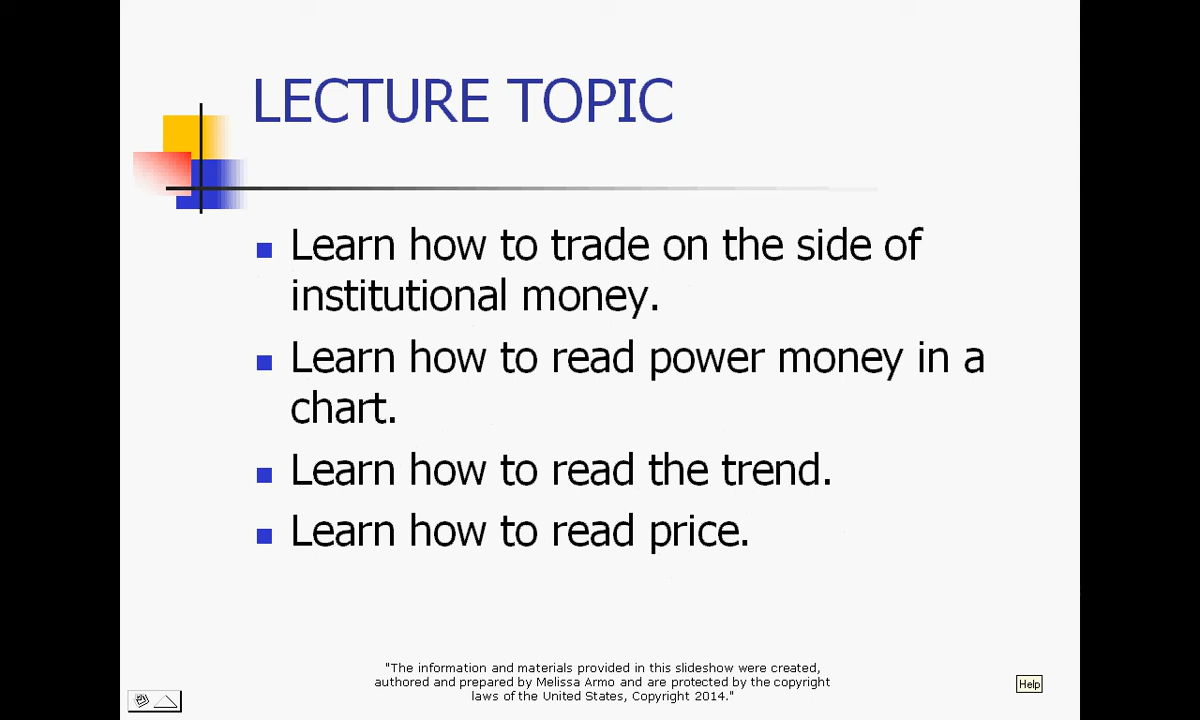 LECTURE TOPIC
Learn how to trade on the side of
institutional money.
Learn how to read power money in a
chart.
Learn how to read the trend.
Learn how to read price.
"The information and materials provided in this slideshow were created,
authored and prepared by Melissa Armo and are protected by the copyright
laws of the United States, Copyright 2014."
Help